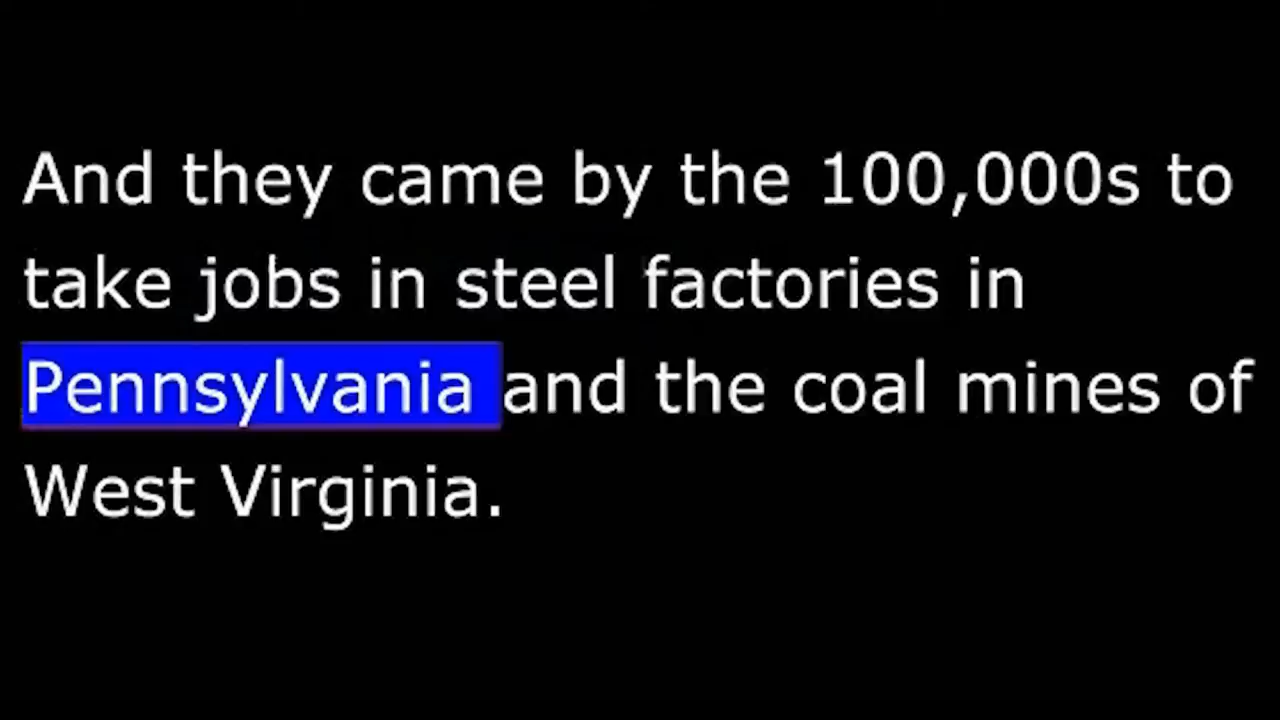 And they came by the 100,000s to
take jobs in steel factories in
Pennsylvania and the coal mines of
West Virginia.